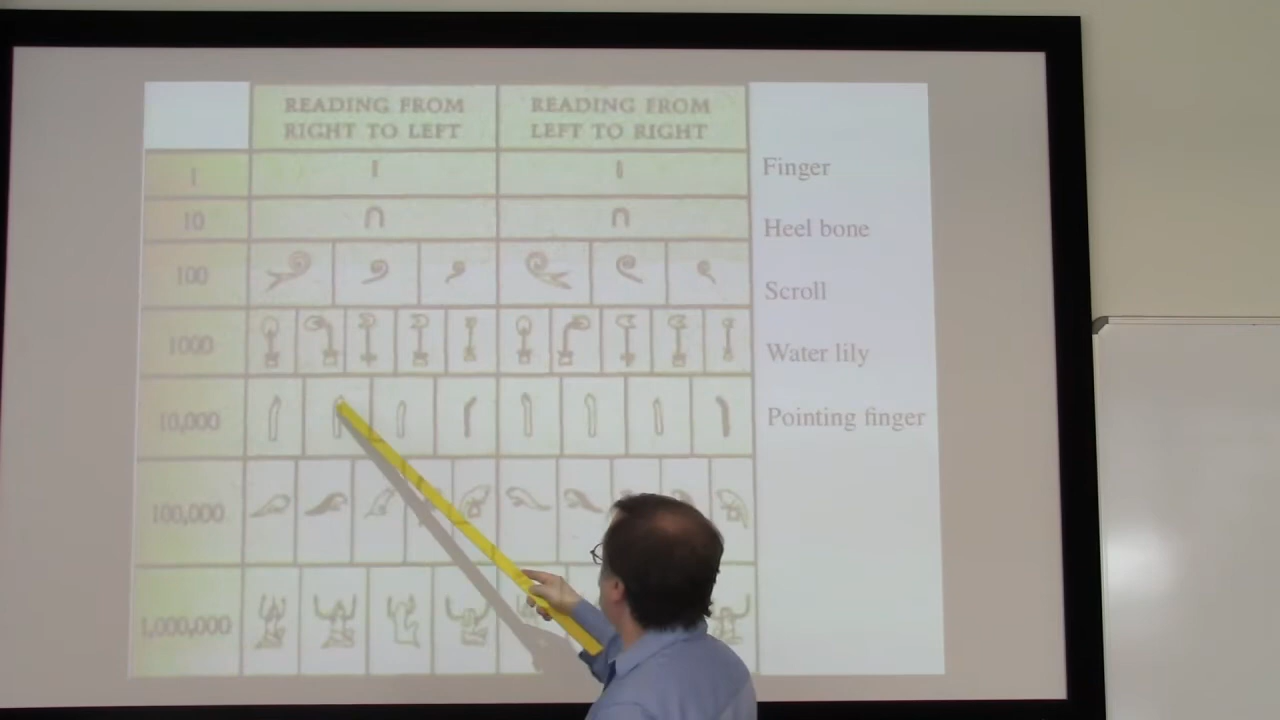 READING FROM
RIGHT TO LEFT
READING FROM
LEFT TO RIGHT
1
Finger
10
Heel bone
100
Scroll
1000
Water lily
10,000
Pointing finger
100,000
1,000,000